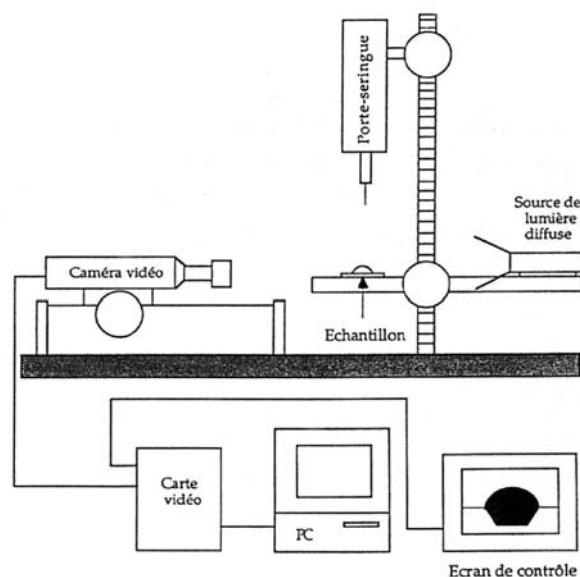 Porte-seringue
Source de
lumière
diffuse
Caméra vidéo
Echantillon
Carte
vidéo
PC
Ecran de contrôle